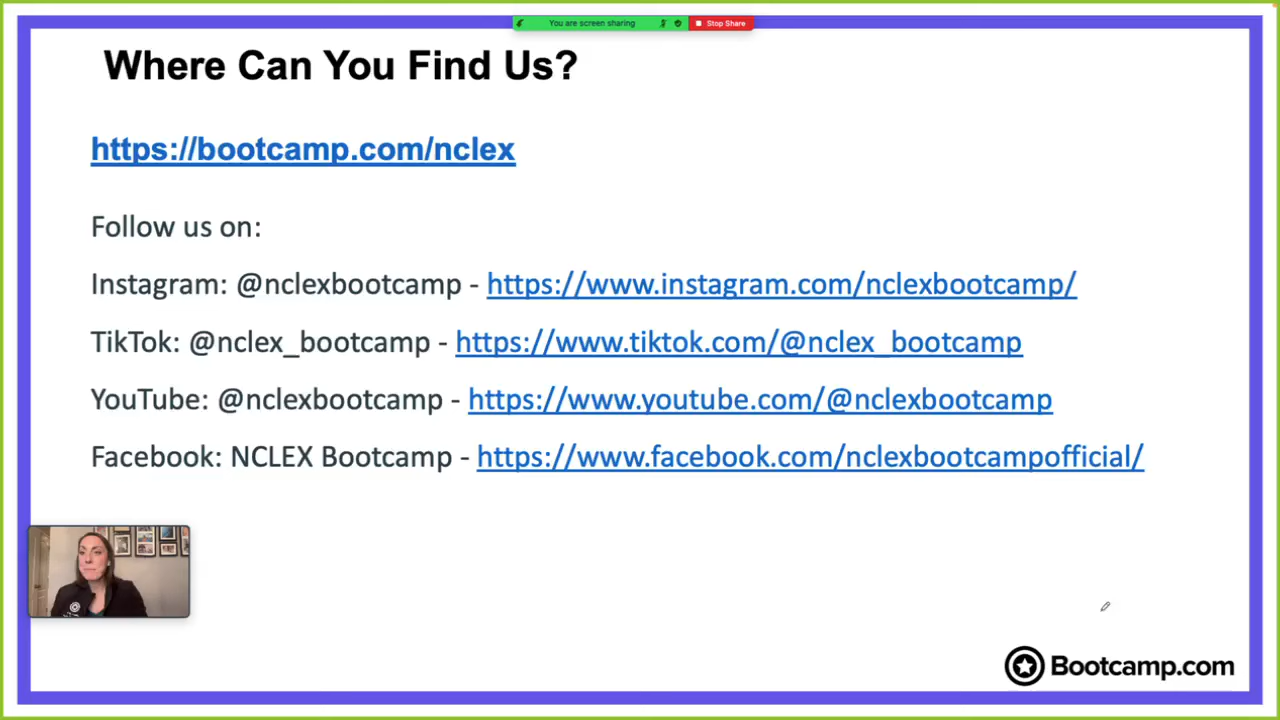 You are screen sharing
Stop Share
Where Can You Find Us?
https://bootcamp.com/nclex
Follow us on:
Instagram: @nclexbootcamp - https://www.instagram.com/nclexbootcamp/
TikTok: @nclex_bootcamp - https://www.tiktok.com/@nclex_bootcamp
YouTube: @nclexbootcamp - https://www.youtube.com/@nclexbootcamp
Facebook: NCLEX Bootcamp - https://www.facebook.com/nclexbootcampofficial/
Bootcamp.com